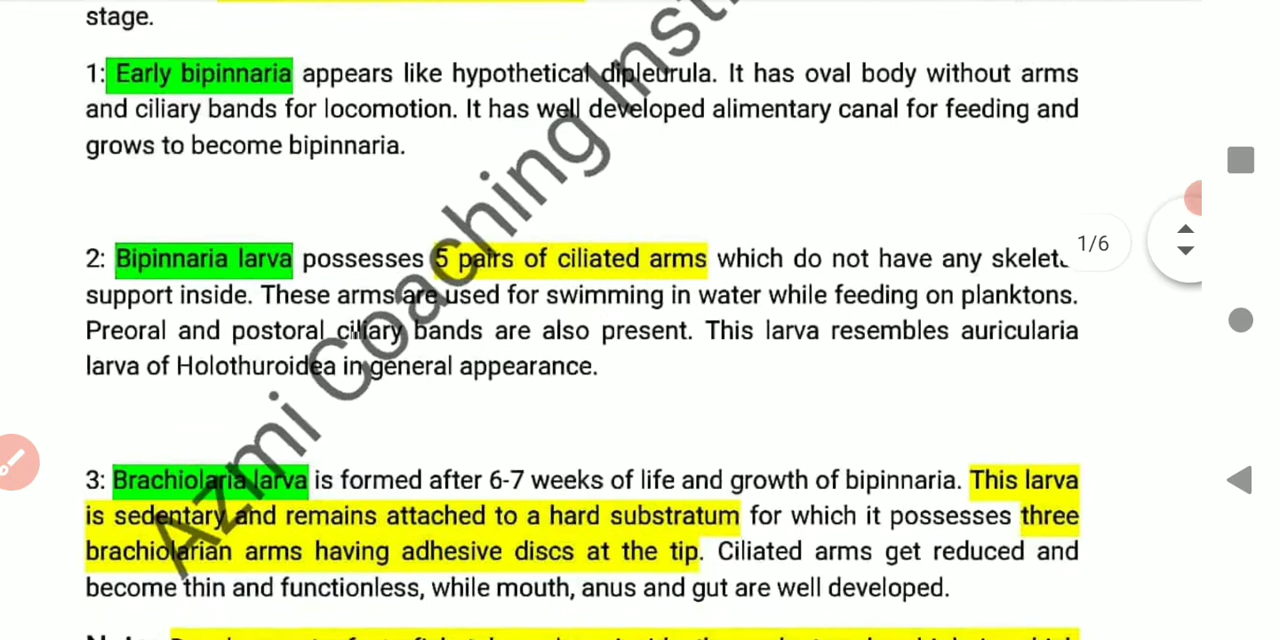 stage.
1: Early bipinnaria appears like hypothetical dipleurula. It has oval body without arms
and ciliary bands for locomotion. It has well developed alimentary canal for feeding and
grows to become bipinnaria.
2: Bipinnaria larva possesses 5 pairs of ciliated arms which do not have any
1/6
support inside. These arms are used for swimming in water while feeding on planktons.
Preoral and postoral ciliary bands are also present. This larva resembles auricularia
larva of Holothuroidea in general appearance.
3: Brachiolaria larva is formed after 6-7 weeks of life and growth of bipinnaria. This larva
is sedentary and remains attached to a hard substratum for which it possesses three
brachiolarian arms having adhesive discs at the tip. Ciliated arms get reduced and
become thin and functionless, while mouth, anus and gut are well developed.
Azmi Coaching